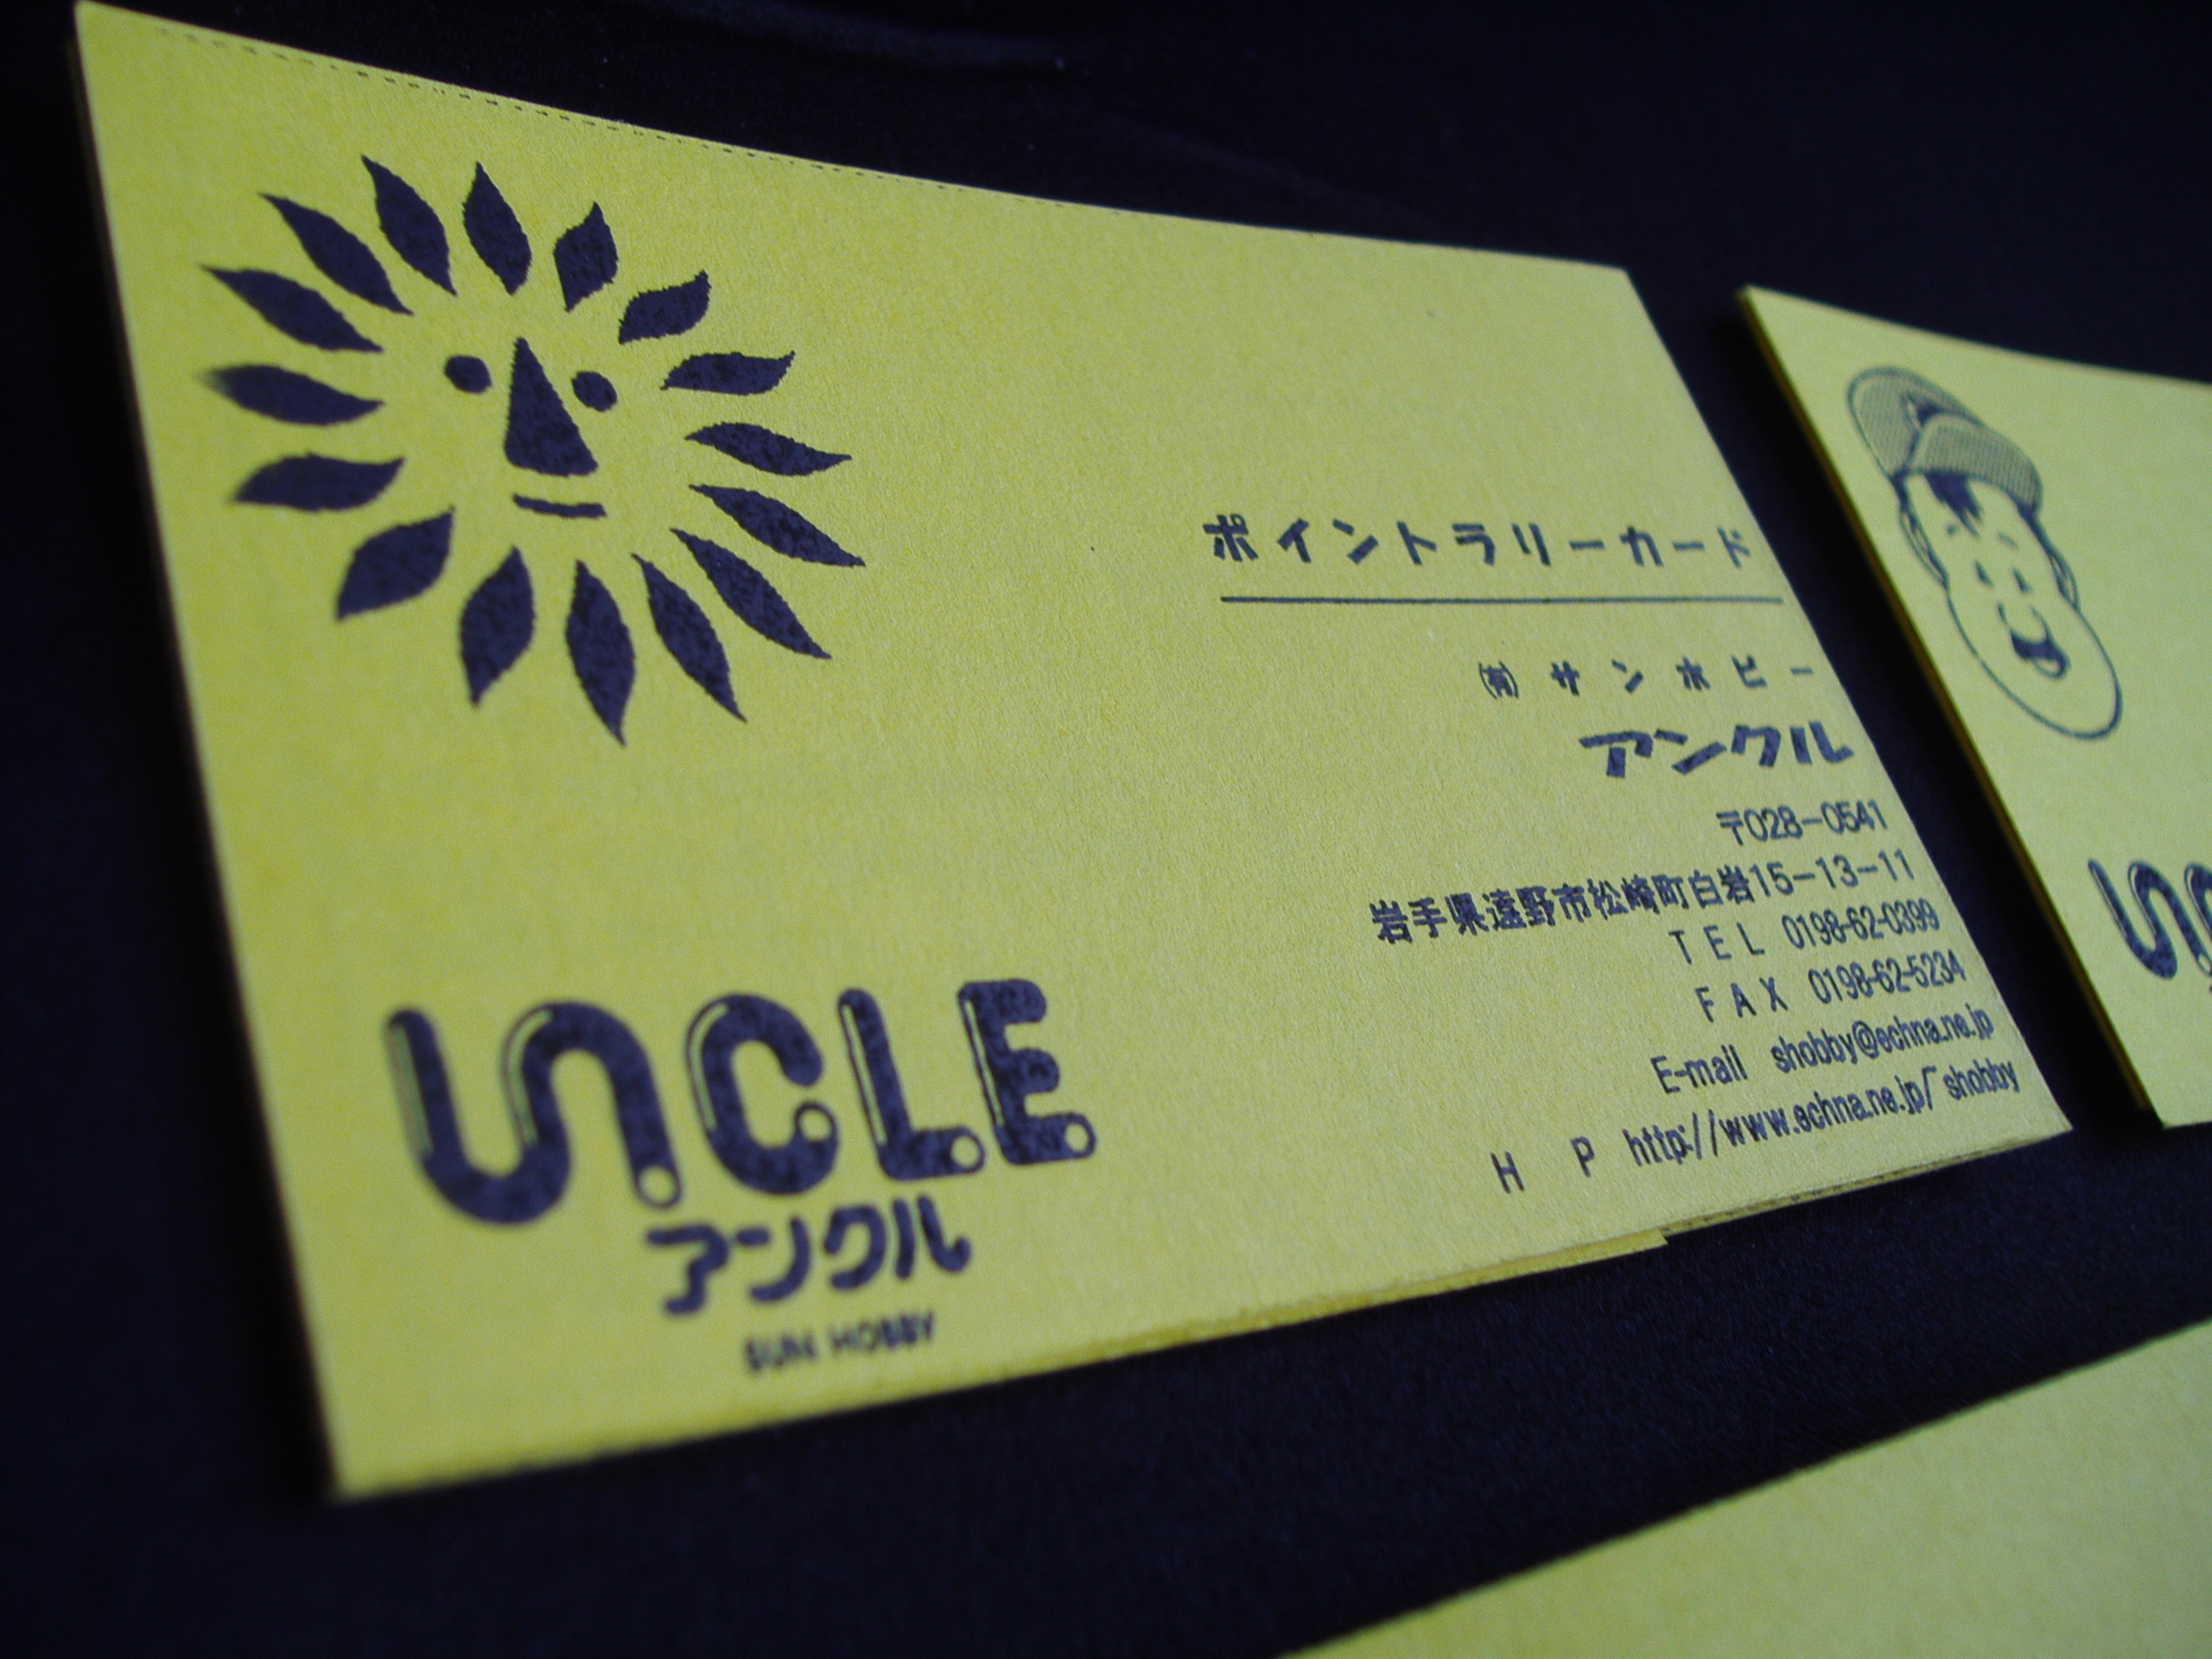 ポイントラリーカード
㈲ サンホビー
アンクル
〒028-0541
岩手県遠野市松崎町白岩15-13-11
TEL 0198-62-0399
FAX 0198-62-5234
E-mail shobby@echna.ne.jp
HP http://www.echna.ne.jp/~shobby
UNCLE
アンクル
SUN HOBBY